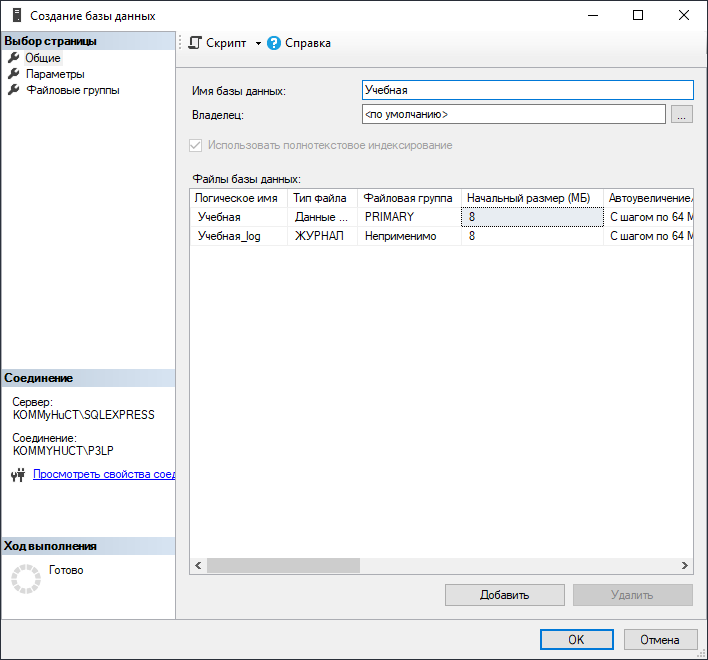 Создание базы данных
Выбор страницы
Общие
Параметры
Файловые группы
Скрипт
Справка
Имя базы данных:
Учебная
Владелец:
<по умолчанию>
...
Использовать полнотекстовое индексирование
Файлы базы данных:
Логическое имя Тип файла Файловая группа Начальный размер (МБ) Автоувеличение/
Учебная Данные ... PRIMARY 8 С шагом по 64 М
Учебная_log ЖУРНАЛ Неприменимо 8 С шагом по 64 М
Соединение
Сервер:
KOMMyHuCT\SQLEXPRESS
Соединение:
KOMMYHUCT\P3LP
Просмотреть свойства соед
Ход выполнения
Готово
Добавить
Удалить
OK
Отмена